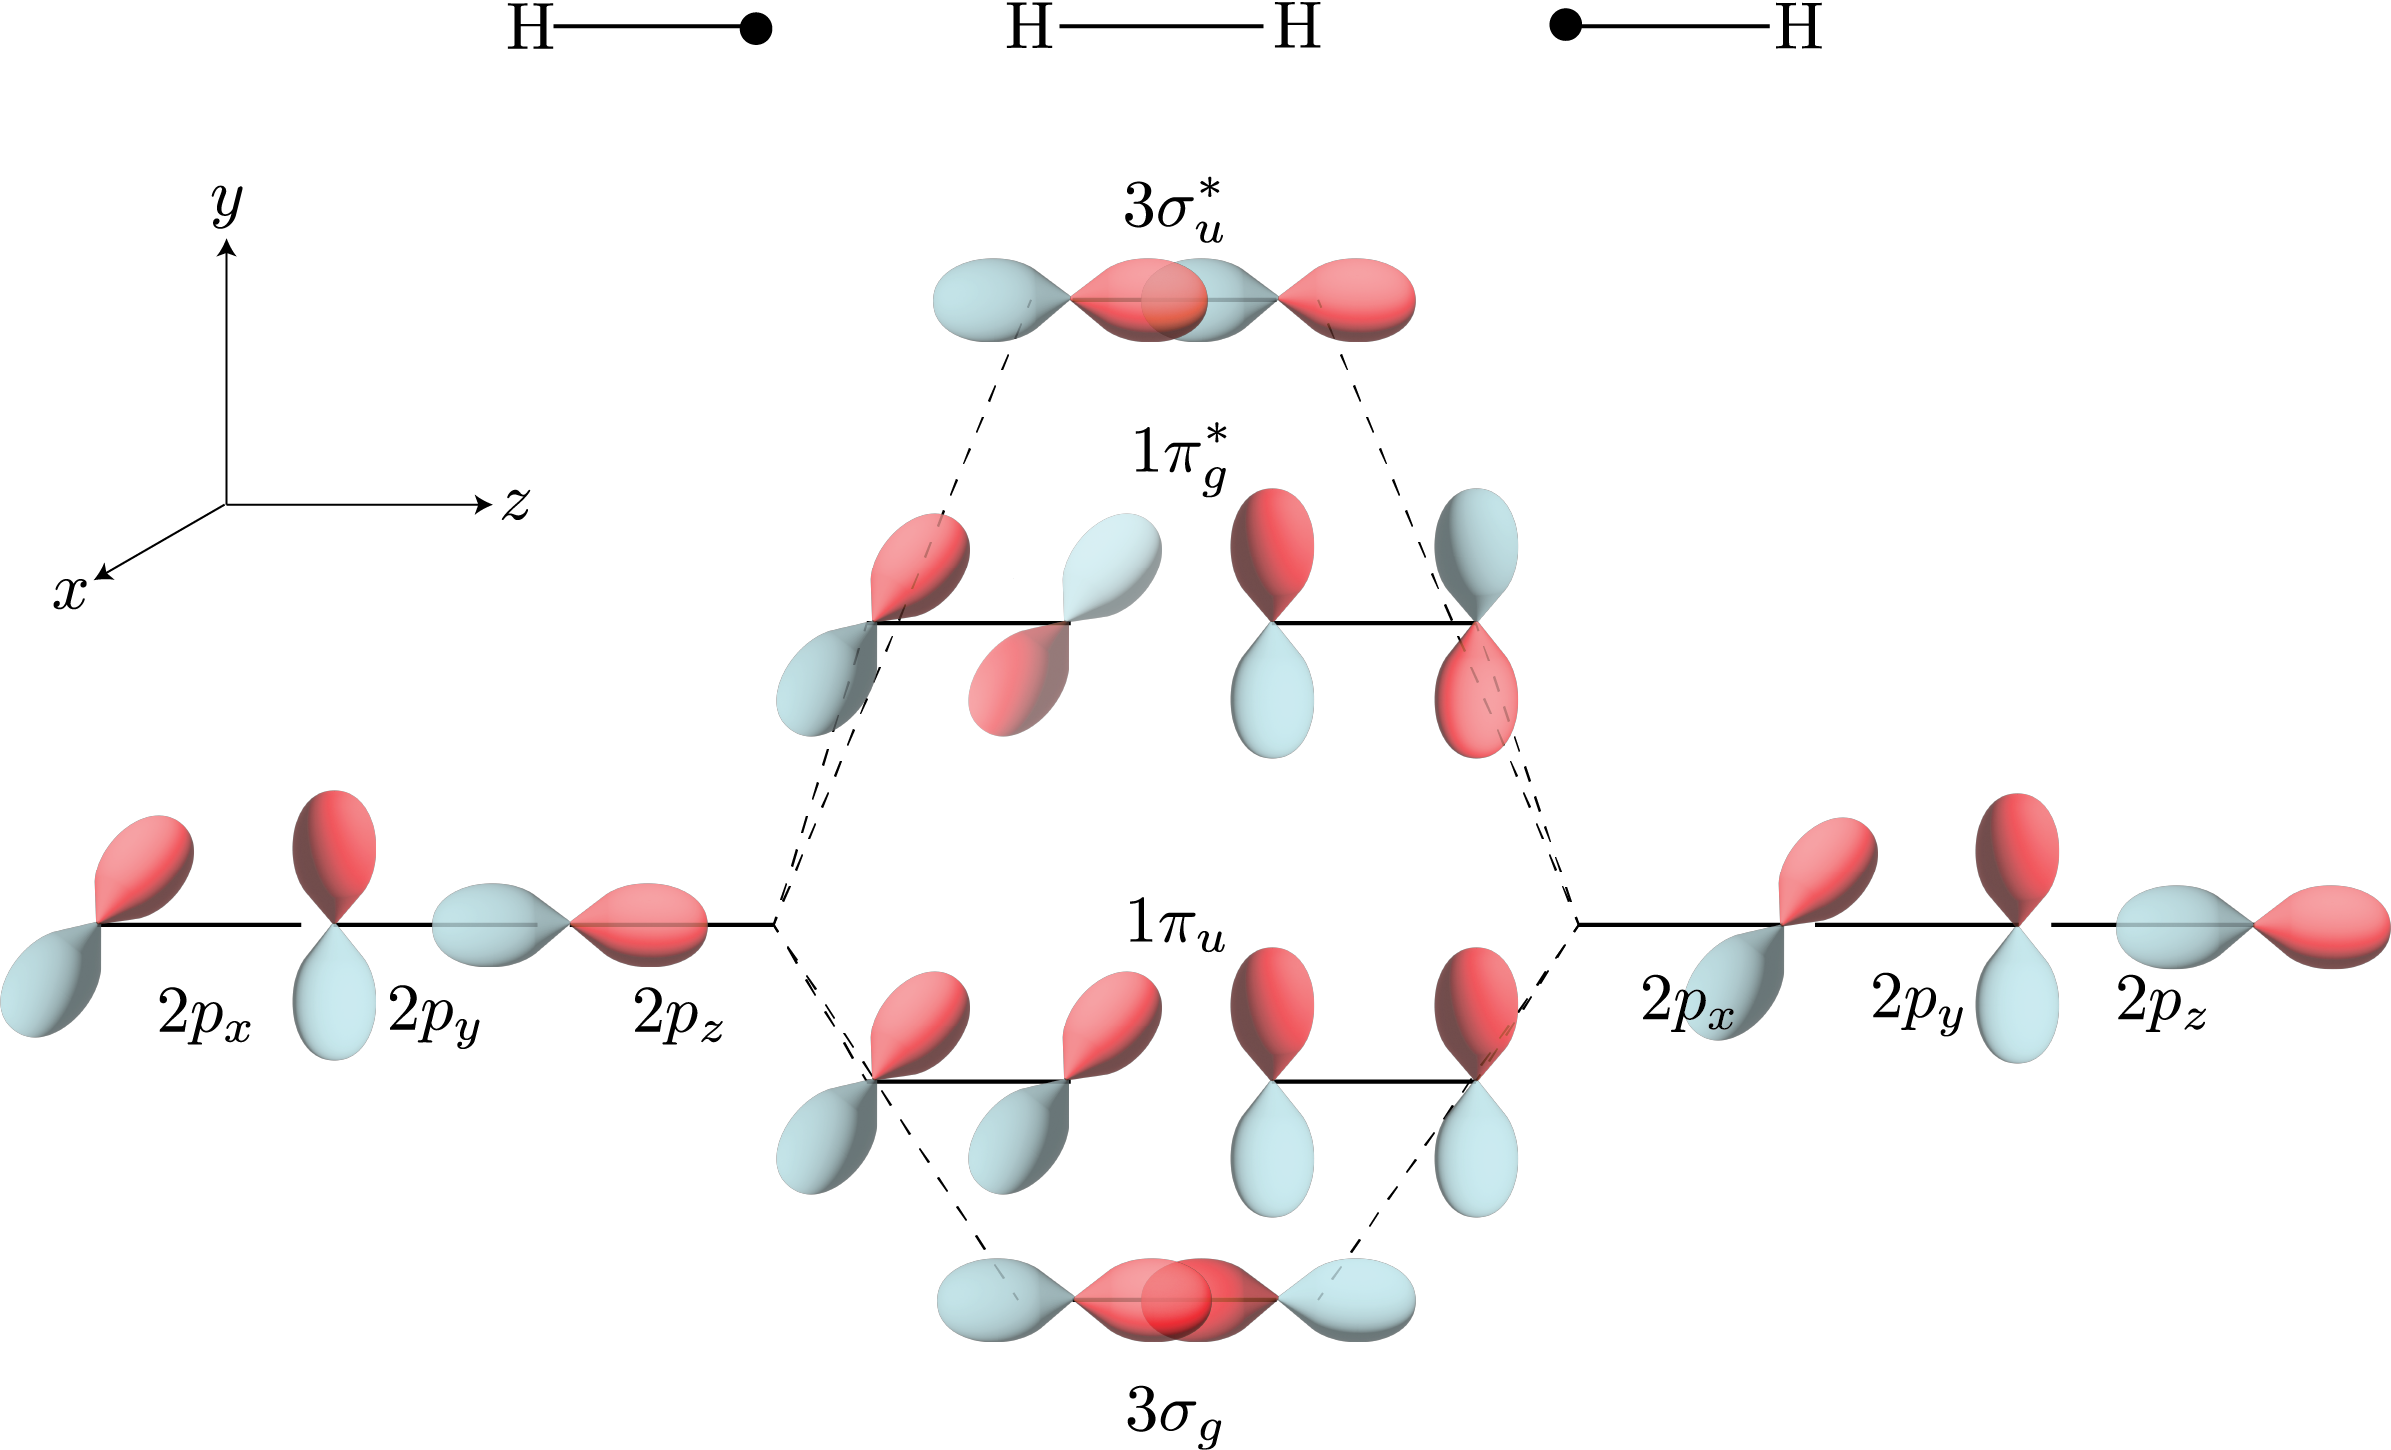 H H H H
3σ*u
y
1π*g
z
x
1πu
2px 2py 2pz 2px 2py 2pz
3σg